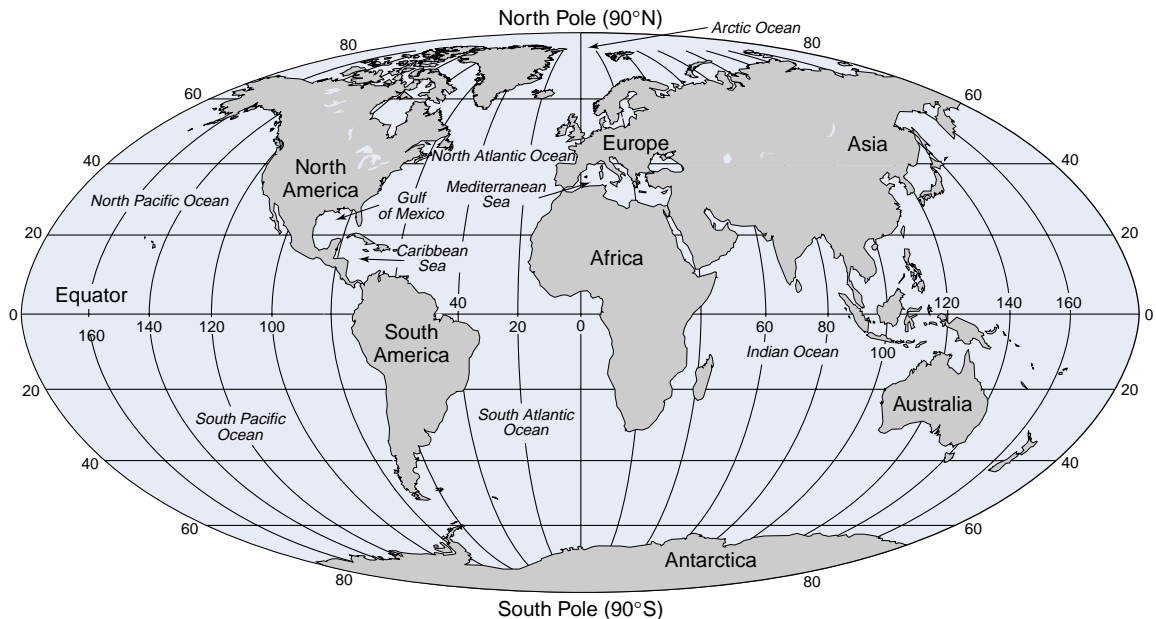 North Pole (90°N)
Arctic Ocean
80
80
60
60
North Atlantic Ocean
Europe
Asia
40
40
North
America
Mediterranean
Sea
Gulf
of Mexico
North Pacific Ocean
20
20
Caribbean
Sea
Africa
Equator
40
120
140
160
0
0
160
140
120
100
20
0
60
80
100
South
America
Indian Ocean
20
20
Australia
South Pacific
Ocean
South Atlantic
Ocean
40
40
60
60
Antarctica
80
80
South Pole (90°S)